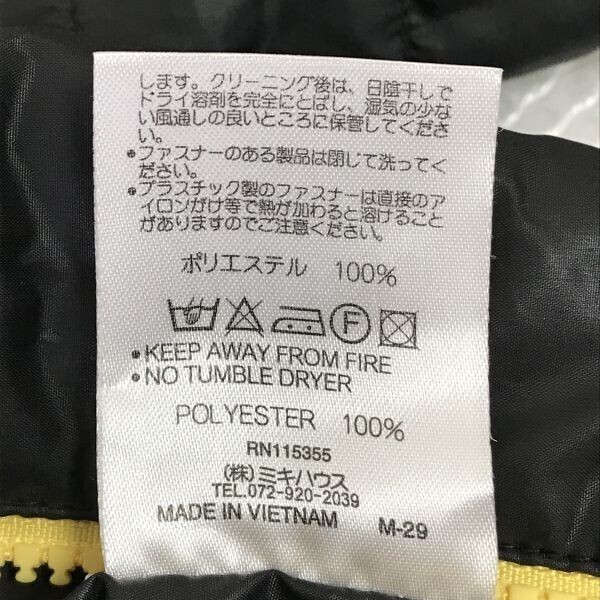 します。クリーニング後は、日陰干しで
ドライ溶剤を完全にとばし、湿気の少な
い風通しの良いところに保管してくださ
い。
●ファスナーのある製品は閉じて洗ってく
ださい。
●プラスチック製のファスナーは直接のア
イロンがけ等で熱が加わると溶けること
がありますのでご注意ください。
ポリエステル 100%
F
●KEEP AWAY FROM FIRE
●NO TUMBLE DRYER
POLYESTER 100%
RN115355
(株)ミキハウス
TEL.072-920-2039
MADE IN VIETNAM M-29